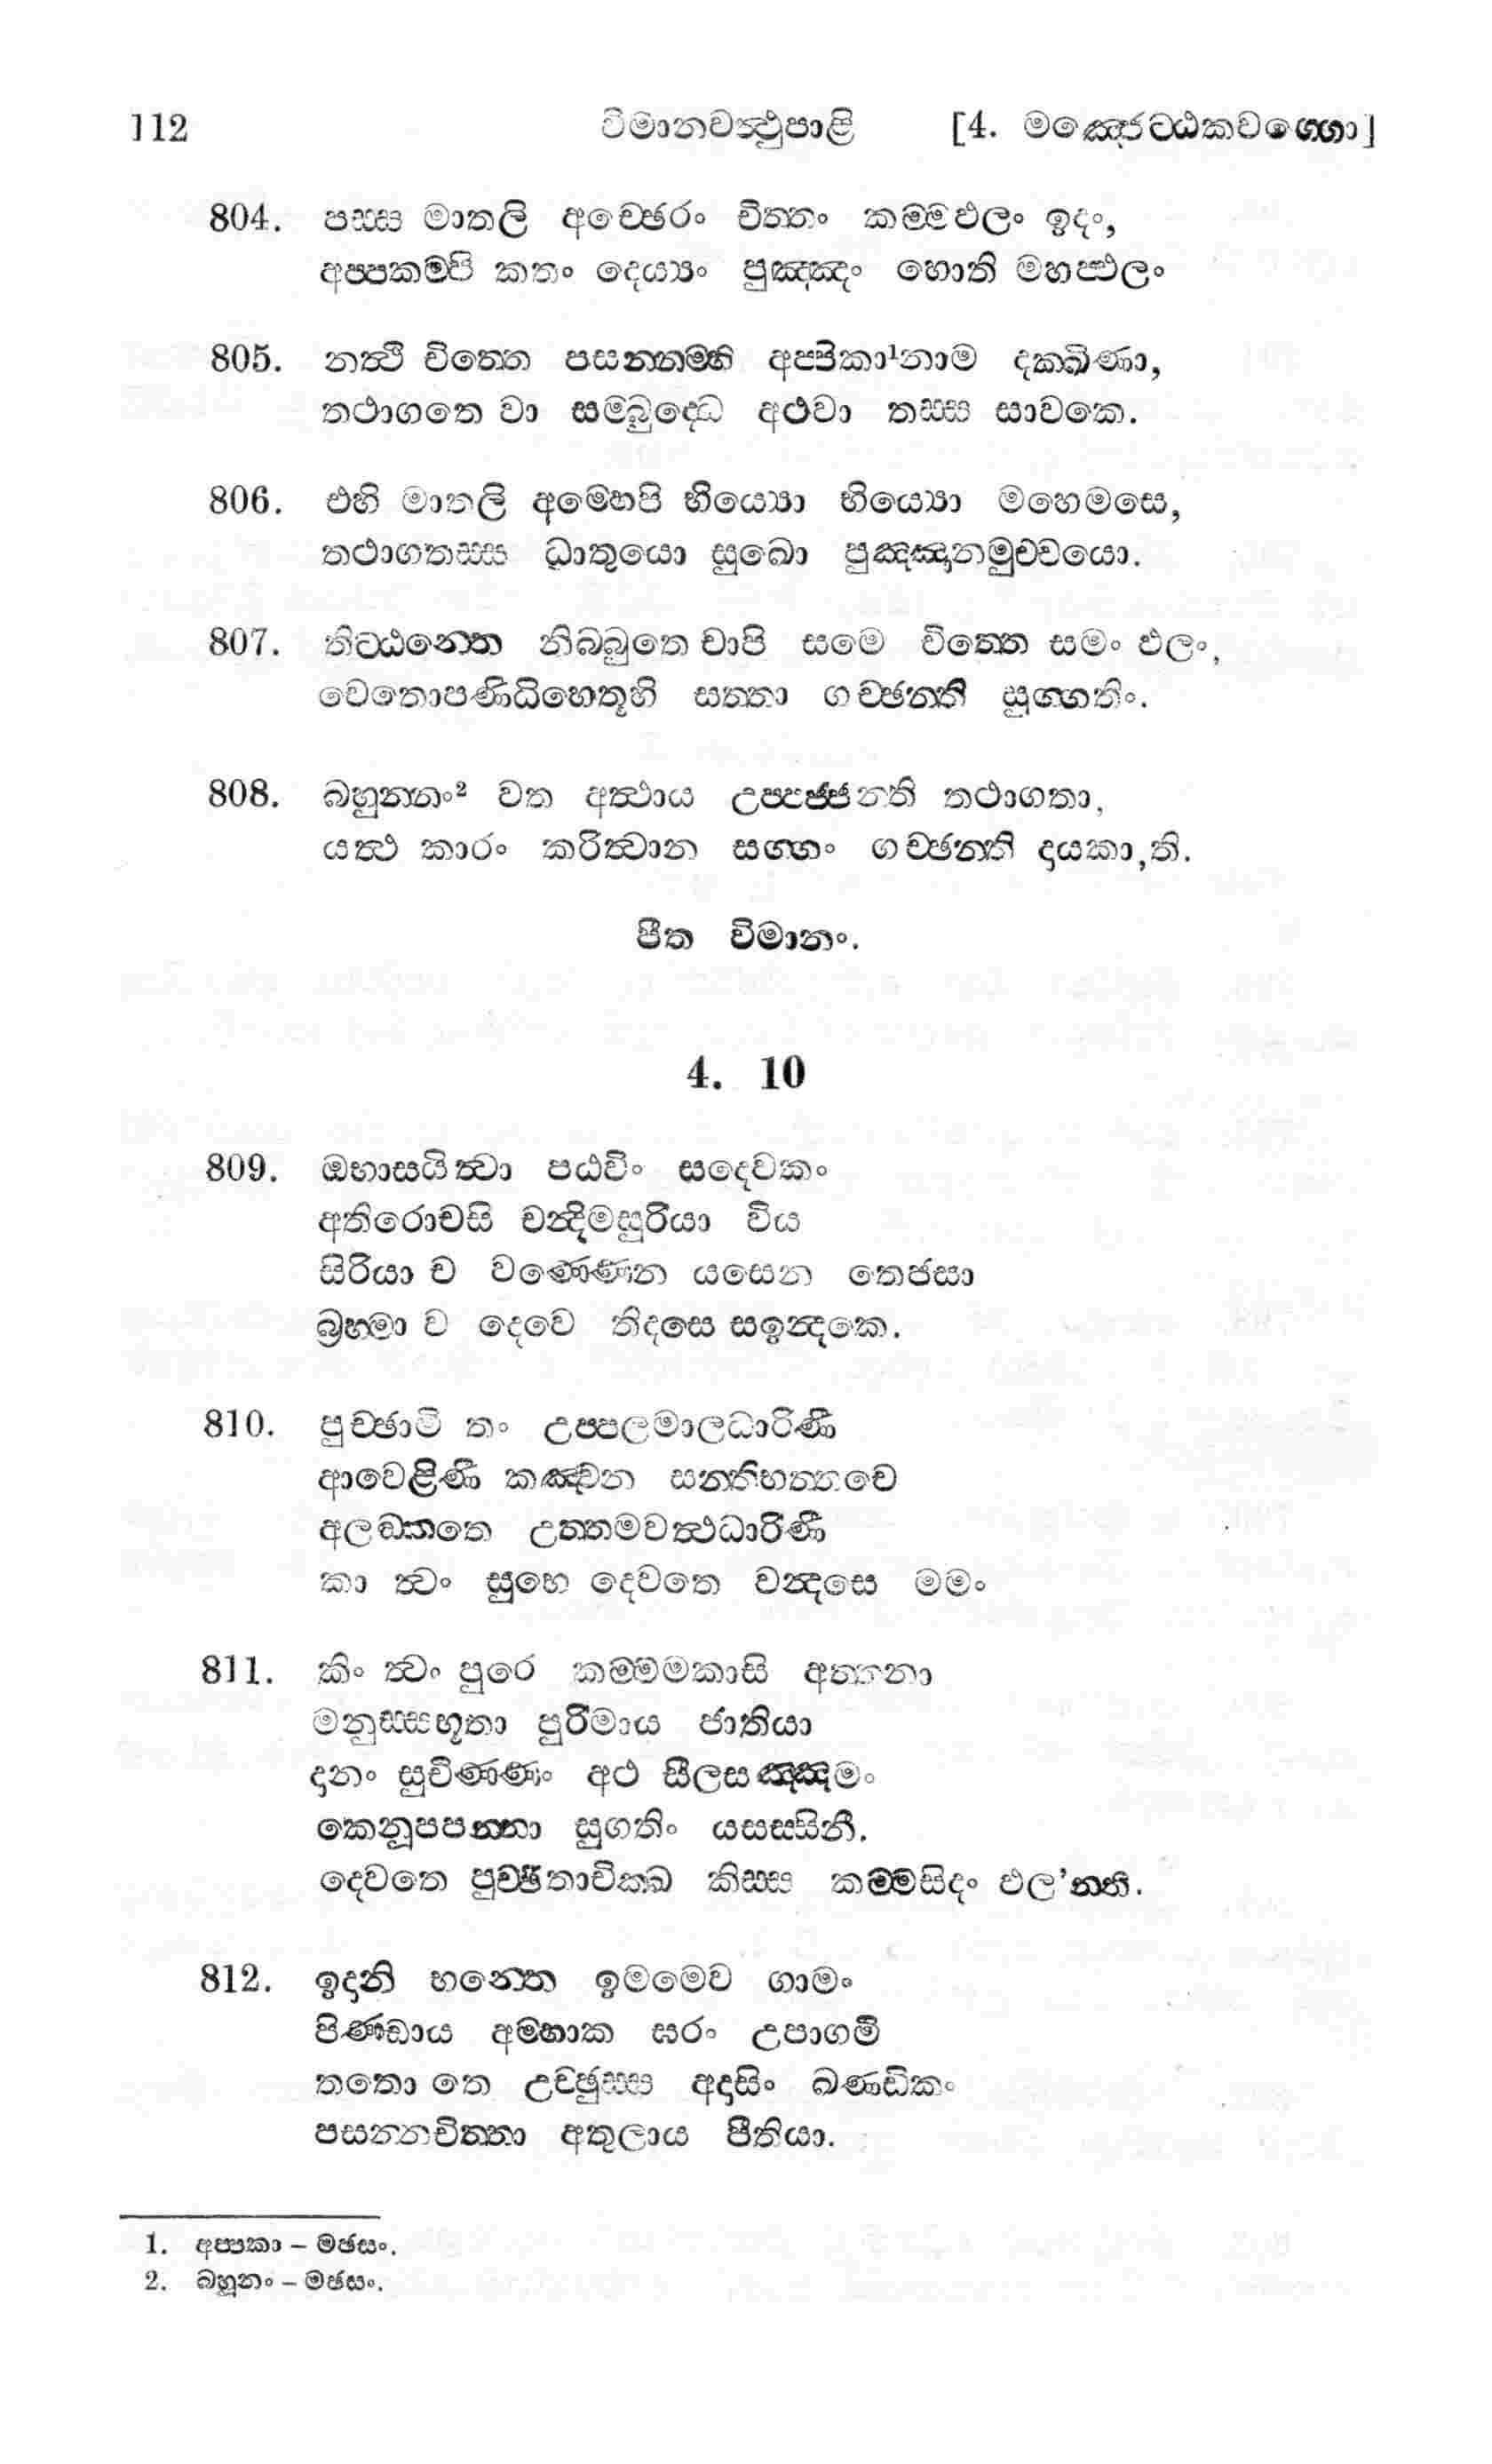 112 විමානවත්ථුපාළි [4. මඤ්ජෙට්ඨකවග්ගො]
804. පස්ස මාතලි අච්ඡෙරං චිත්තං කම්මඵලං ඉදං,
අප්පකම්පි කතං දෙය්‍යං පුඤ්ඤං හොති මහප්ඵලං
805. නත්ථි චිත්තෙ පසන්නම්හි අප්පිකා¹නාම දක්ඛිණා,
තථාගතෙ වා සම්බුද්ධෙ අථවා තස්ස සාවකෙ.
806. එහි මාතලි අම්හෙපි භිය්‍යො භිය්‍යො මහෙමසෙ,
තථාගතස්ස ධාතුයො සුඛො පුඤ්ඤානමුච්චයො.
807. තිට්ඨන්තෙ නිබ්බුතෙ චාපි සමෙ චිත්තෙ සමං ඵලං,
චෙතොපණිධිහෙතූහි සත්තා ගච්ඡන්ති සුග්ගතිං.
808. බහුන්නං² වත අත්ථාය උප්පජ්ජන්ති තථාගතා,
යත්ථ කාරං කරිත්වාන සග්ගං ගච්ඡන්ති දායකා,ති.
පීත විමානං.
4. 10
809. ඔභාසයිත්වා පඨවිං සදෙවකං
අතිරොචසි චන්දිමසුරියා විය
සිරියා ච වණ්ණෙන යසෙන තෙජසා
බ්‍රහ්මා ව දෙවෙ තිදසෙ සඉන්දකෙ.
810. පුච්ඡාමි තං උප්පලමාලධාරිණී
ආවෙළිණී කඤ්චන සන්තිභත්තචෙ
අලඞ්කතෙ උත්තමවත්ථධාරිණී
කා ත්වං සුභෙ දෙවතෙ වන්දසෙ මමං
811. කිං ත්වං පුරෙ කම්මමකාසි අත්තනා
මනුස්සභූතා පුරිමාය ජාතියා
දානං සුචිණ්ණං අථ සීලසඤ්ඤමං
කෙනූපපන්නා සුගතිං යසස්සිනී.
දෙවතෙ පුච්ඡිතාචික්ඛ කිස්ස කම්මස්සිදං ඵල'න්ති.
812. ඉදානි භන්තෙ ඉමමෙව ගාමං
පිණ්ඩාය අම්හාක ඝරං උපාගමි
තතො තෙ උච්ඡුස්ස අදාසිං ඛණ්ඩිකං
පසන්නචිත්තා අතුලාය පීතියා.
1. අප්පකා – මඡසං.
2. බහූනං – මඡසං.